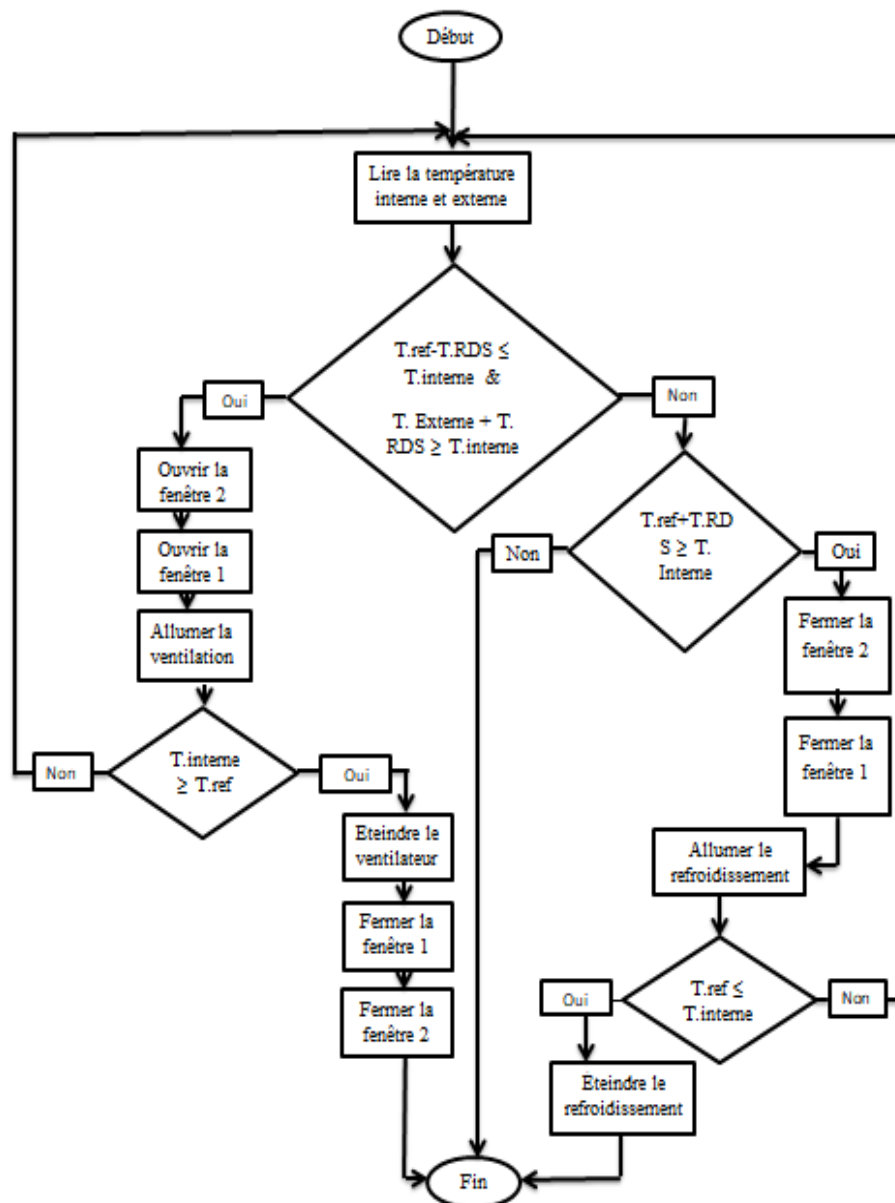 Début
Lire la température
interne et externe
T.ref-T.RDS ≤
T.interne &
T. Externe + T.
RDS ≥ T.interne
Oui
Non
Ouvrir la
fenêtre 2
Ouvrir la
fenêtre 1
Allumer la
ventilation
T.interne
≥ T.ref
Non
Oui
Eteindre le
ventilateur
Fermer la
fenêtre 1
Fermer la
fenêtre 2
T.ref+T.RD
S ≥ T.
Interne
Non
Oui
Fermer la
fenêtre 2
Fermer la
fenêtre 1
Allumer le
refroidissement
T.ref ≤
T.interne
Oui
Non
Eteindre le
refroidissement
Fin